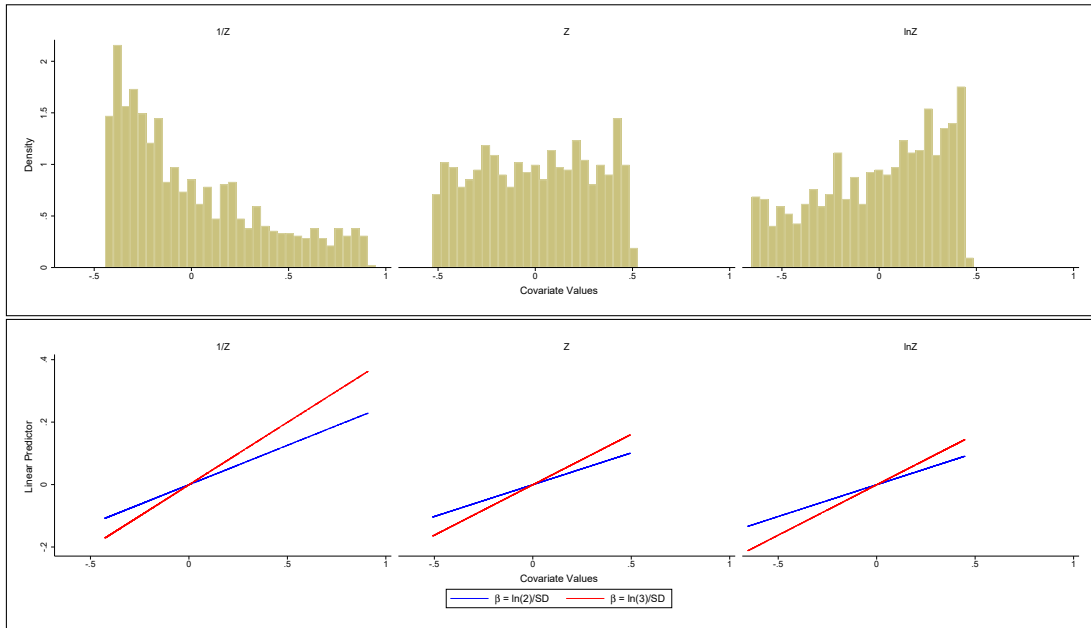 1/Z Z lnZ
2
1.5
1
.5
0
Density
-.5 0 .5 1 -.5 0 .5 1 -.5 0 .5 1
Covariate Values
1/Z Z lnZ
.4
.2
0
-.2
Linear Predictor
-.5 0 .5 1 -.5 0 .5 1 -.5 0 .5 1
Covariate Values
β = ln(2)/SD β = ln(3)/SD